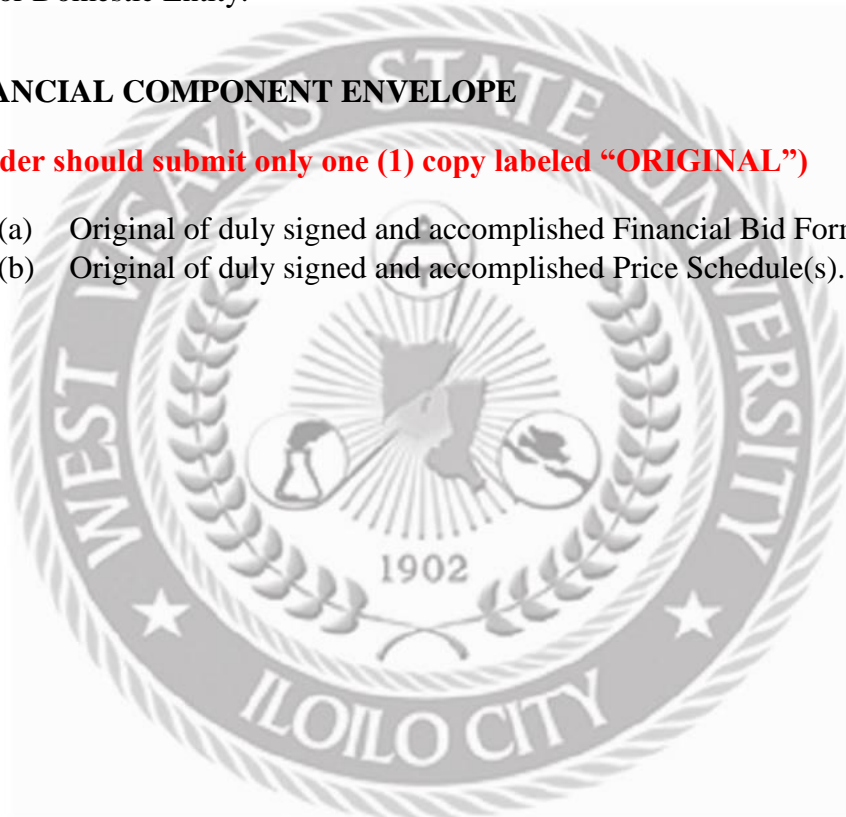 or Domestic Entity.
ANCIAL COMPONENT ENVELOPE
der should submit only one (1) copy labeled “ORIGINAL”)
(a) Original of duly signed and accomplished Financial Bid Form
(b) Original of duly signed and accomplished Price Schedule(s).
WEST VISAYAS STATE UNIVERSITY
1902
ILOILO CITY